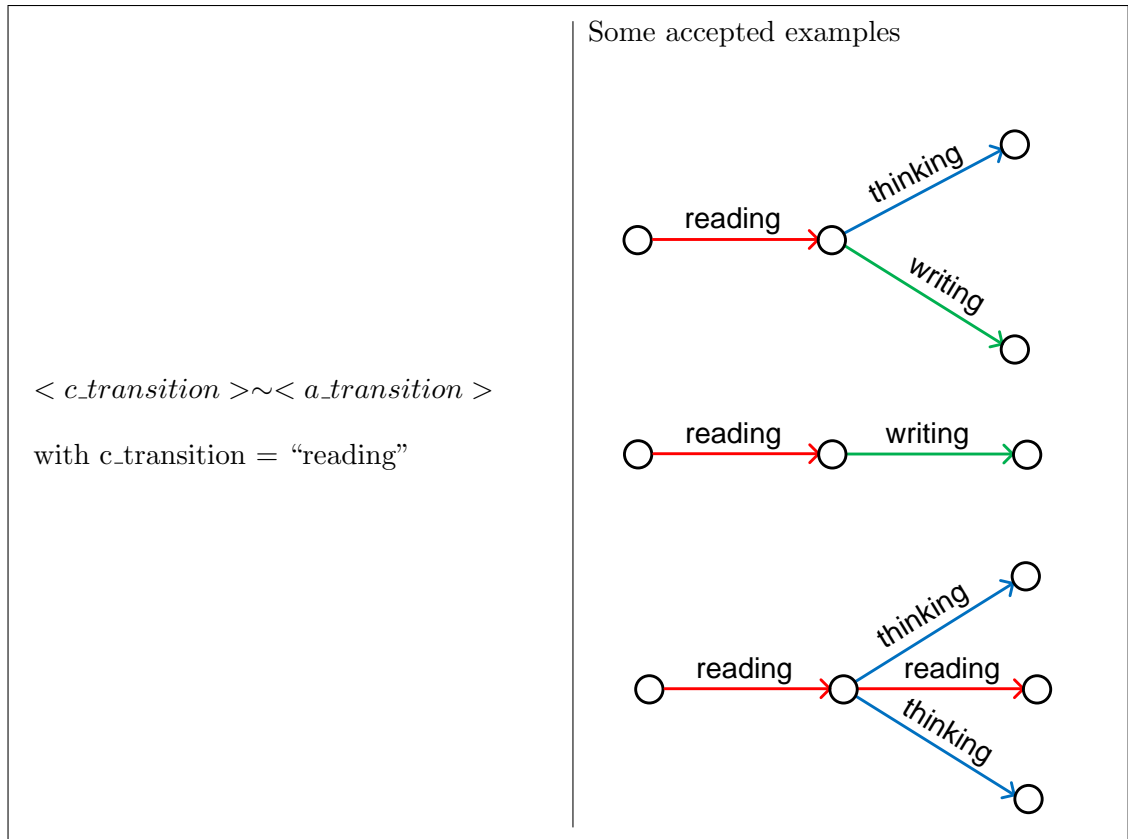 < c_transition >~< a_transition >
with c_transition = “reading”
Some accepted examples
thinking
reading
writing
reading writing
thinking
reading reading
thinking